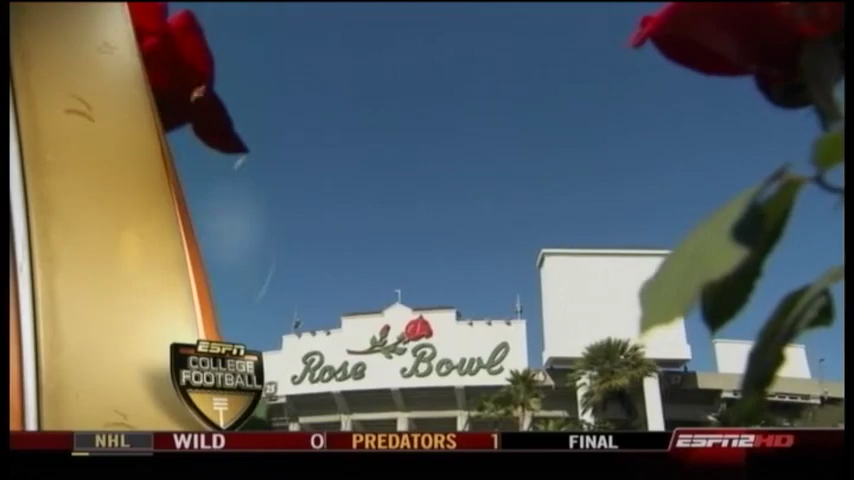 Rose Bowl
ESPN
COLLEGE
FOOTBALL
NHL WILD 0 PREDATORS 1 FINAL ESPN2HD